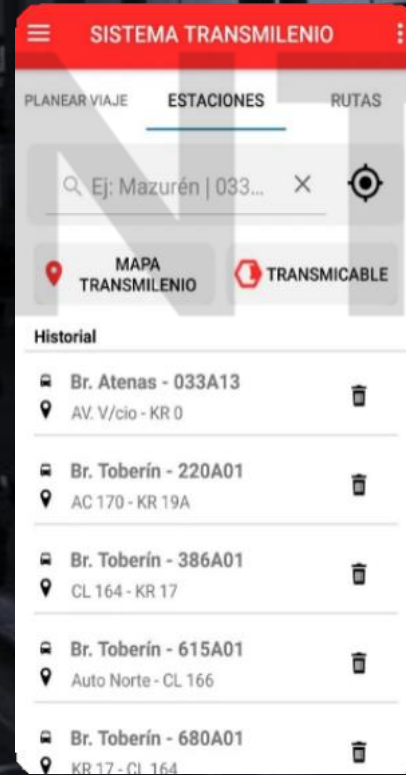 SISTEMA TRANSMILENIO
PLANEAR VIAJE ESTACIONES RUTAS
Ej: Mazurén | 033...
MAPA
TRANSMILENIO
TRANSMICABLE
Historial
Br. Atenas - 033A13
AV. V/cio - KR 0
Br. Toberín - 220A01
AC 170 - KR 19A
Br. Toberín - 386A01
CL 164 - KR 17
Br. Toberín - 615A01
Auto Norte - CL 166
Br. Toberín - 680A01
KR 17 - CL 164